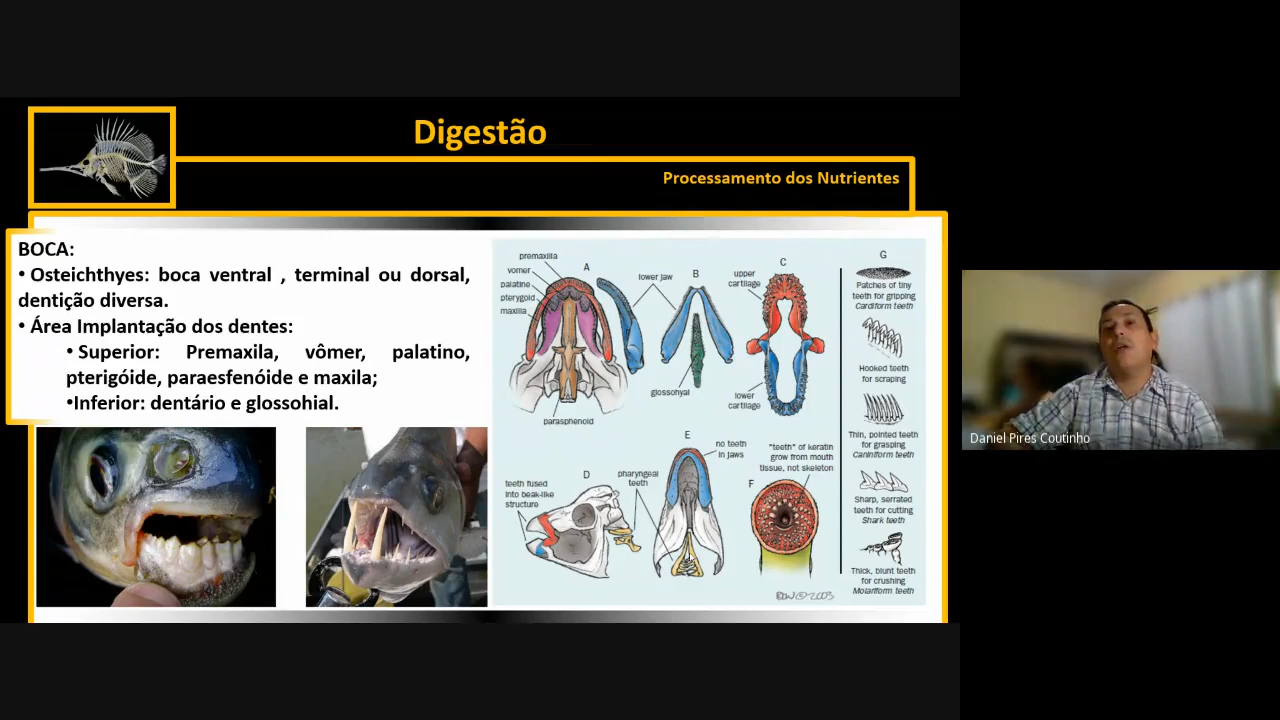 Digestão
Processamento dos Nutrientes
BOCA:
• Osteichthyes: boca ventral , terminal ou dorsal,
dentição diversa.
• Área Implantação dos dentes:
• Superior: Premaxila, vômer, palatino,
pterigóide, paraesfenóide e maxila;
•Inferior: dentário e glossohial.
premaxilla
vomer
palatine
pterygoid
maxilla
A
parasphenoid
lower jaw
B
glossohyal
C
upper
cartilage
lower
cartilage
D
teeth fused
into beak-like
structure
pharyngeal
teeth
E
no teeth
in jaws
"teeth" of keratin
grow from mouth
tissue, not skeleton
F
G
Patches of tiny
teeth for gripping
Cardiform teeth
Hooked teeth
for scraping
Thin, pointed teeth
for grasping
Caniniform teeth
Sharp, serrated
teeth for cutting
Shark teeth
Thick, blunt teeth
for crushing
Molariform teeth
©2003
Daniel Pires Coutinho